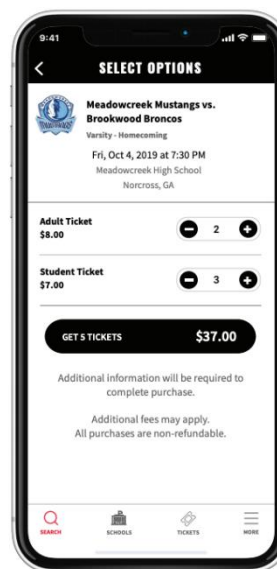 9:41
SELECT OPTIONS
Meadowcreek Mustangs vs.
Brookwood Broncos
Varsity - Homecoming
Fri, Oct 4, 2019 at 7:30 PM
Meadowcreek High School
Norcross, GA
Adult Ticket
$8.00
2
Student Ticket
$7.00
3
GET 5 TICKETS $37.00
Additional information will be required to
complete purchase.
Additional fees may apply.
All purchases are non-refundable.
SEARCH SCHOOLS TICKETS MORE